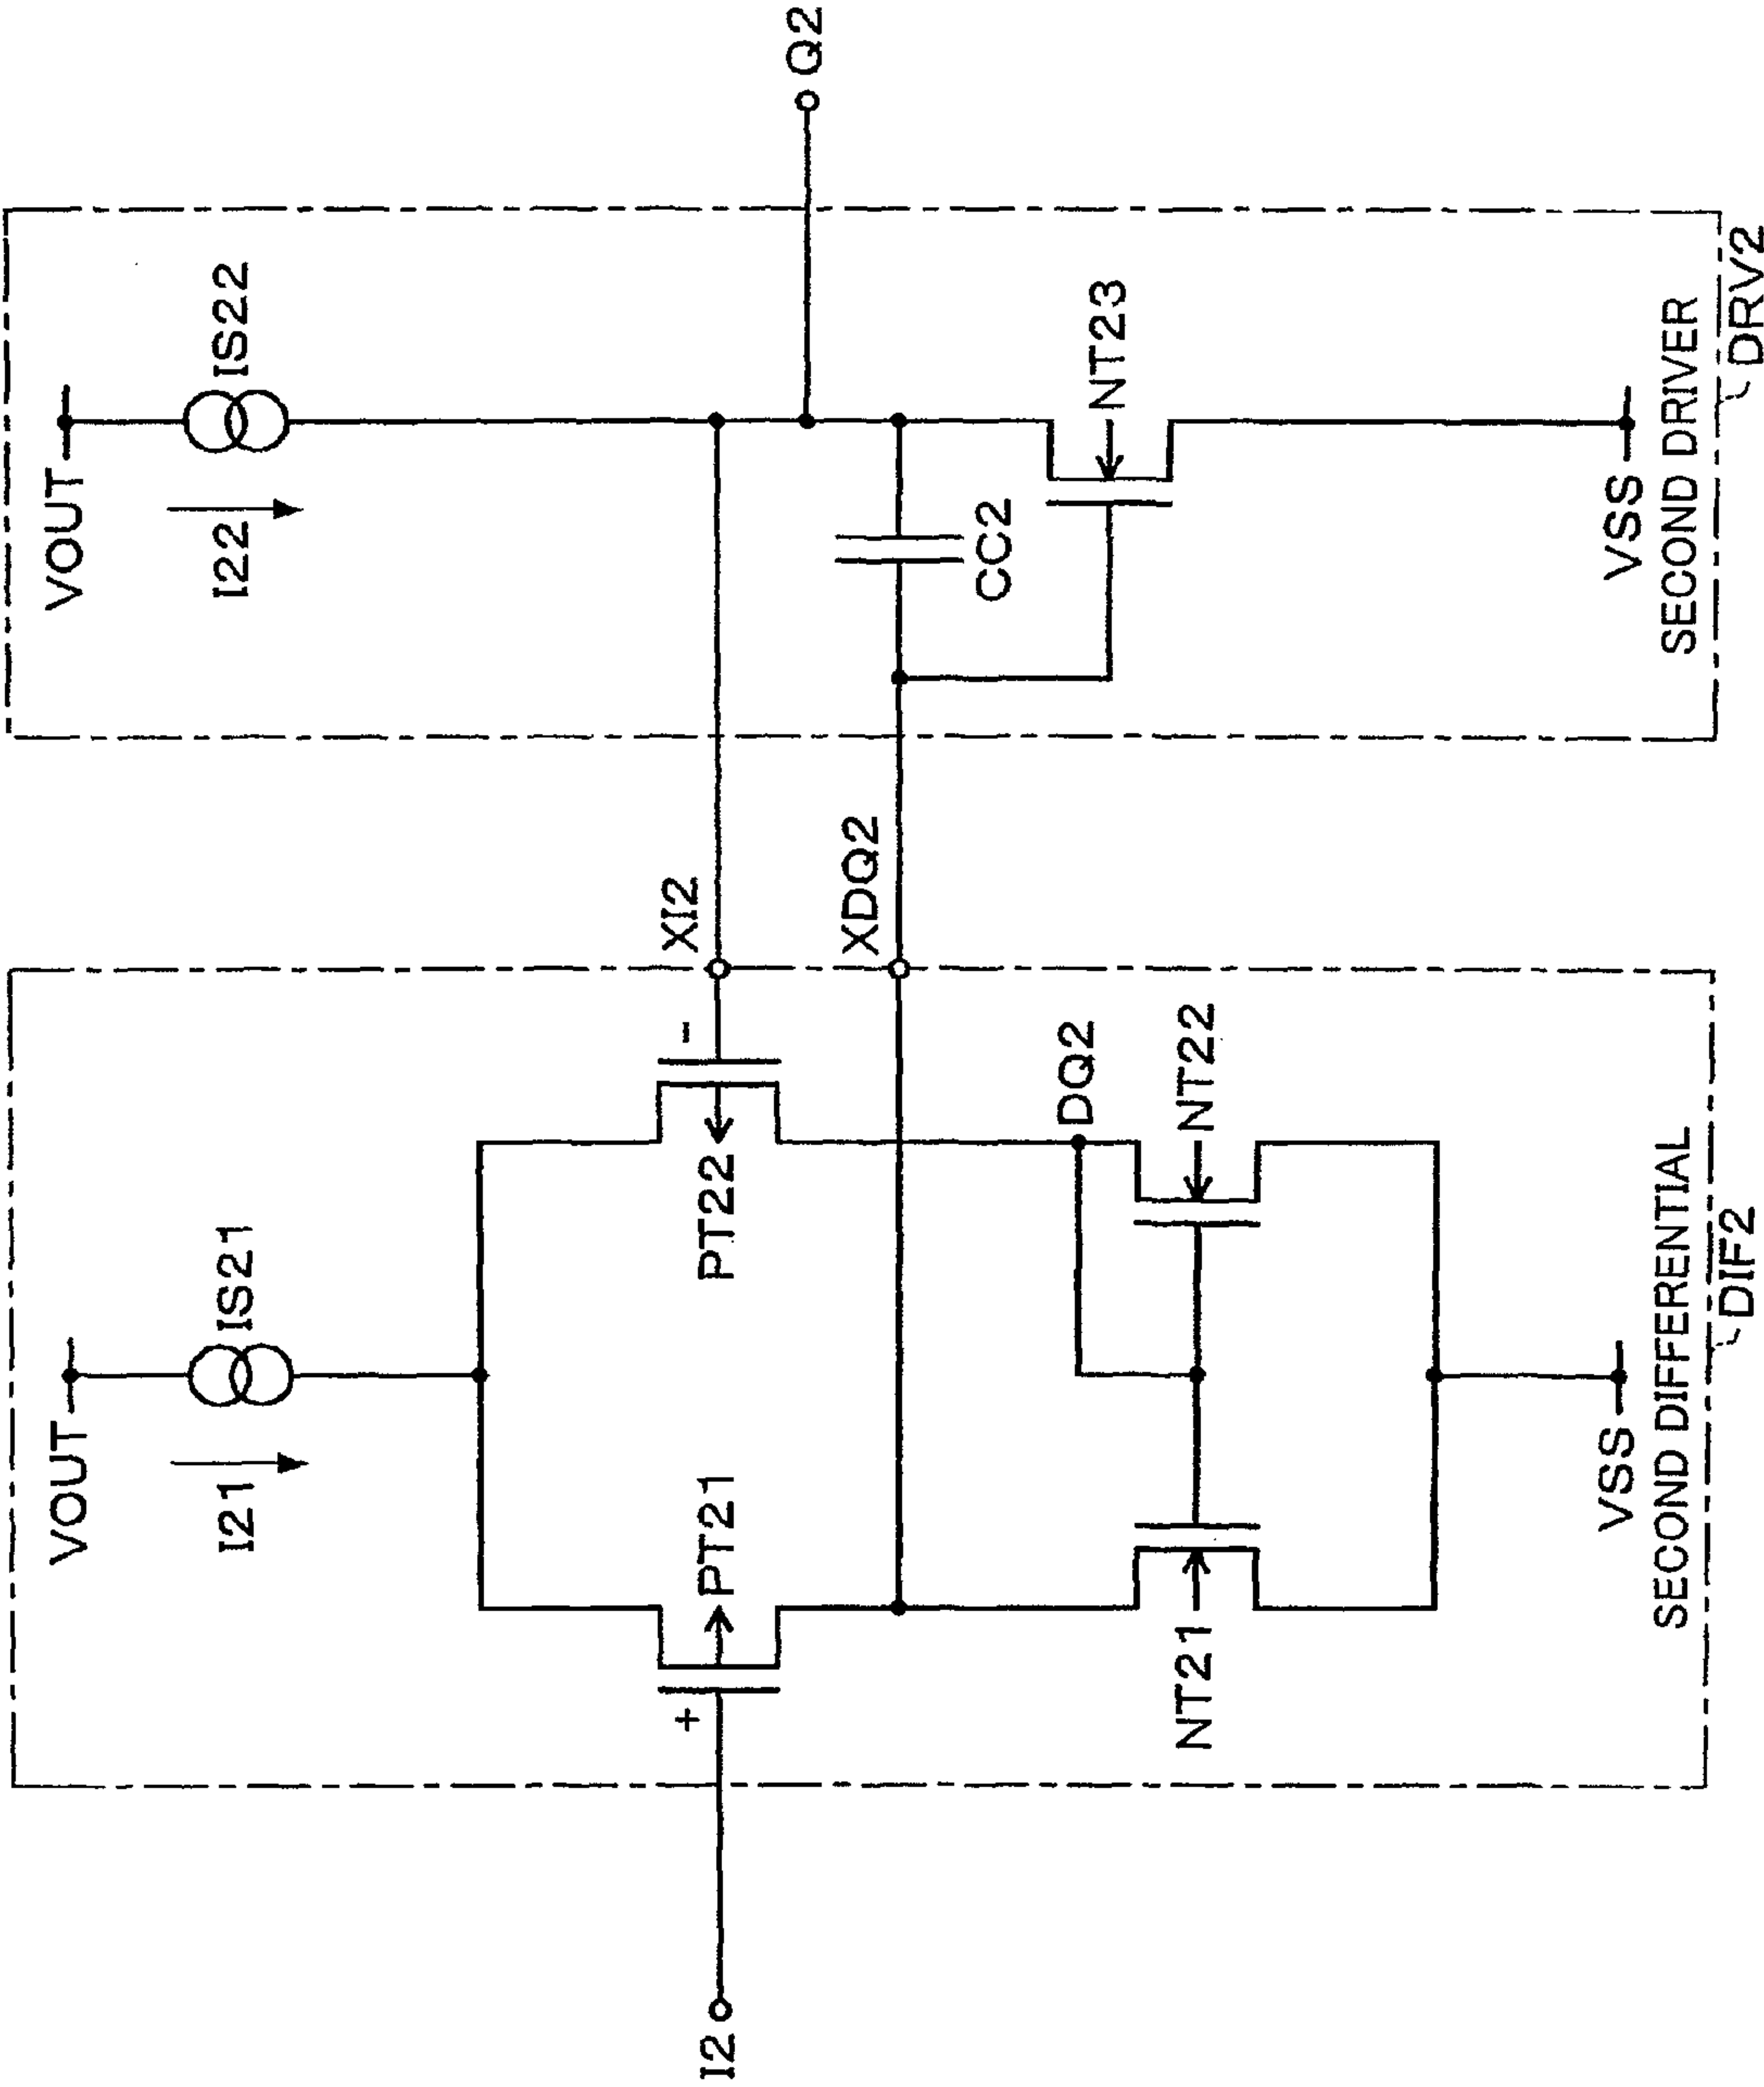 VOUT
VOUT
I21
IS21
I22
IS22
I2
+
PT21
PT22
-
XI2
Q2
XDQ2
CC2
DQ2
NT21
NT22
NT23
VSS
VSS
SECOND DIFFERENTIAL
DIF2
SECOND DRIVER
DRV2